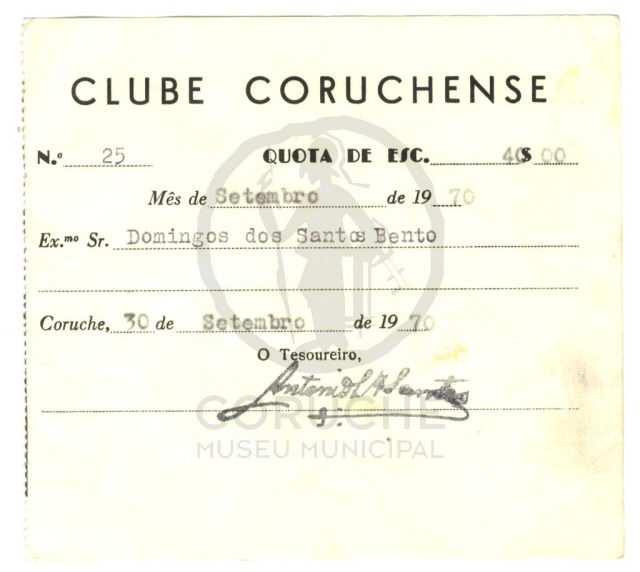 CLUBE CORUCHENSE
N.º 25 QUOTA DE ESC. 40$00
Mês de Setembro de 1970
Ex.mo Sr. Domingos dos Santos Bento
Coruche, 30 de Setembro de 1970
O Tesoureiro,
Santos
CORUCHE
MUSEU MUNICIPAL